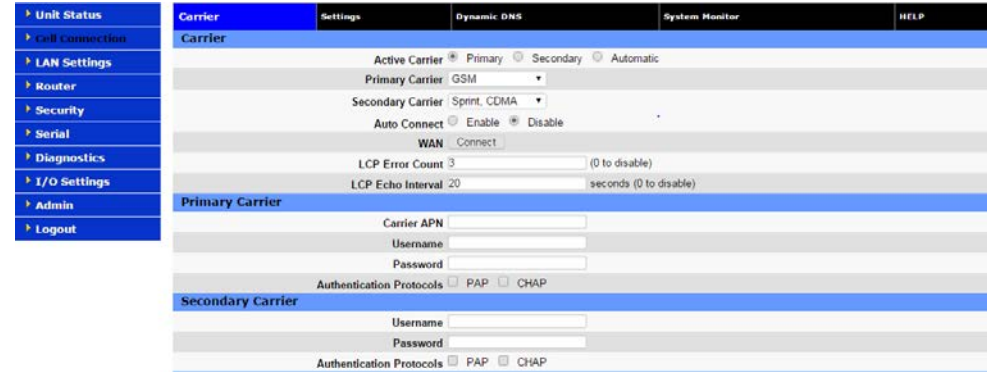 Unit Status
Cell Connection
LAN Settings
Router
Security
Serial
Diagnostics
I/O Settings
Admin
Logout
Carrier Settings Dynamic DNS System Monitor HELP
Carrier
Active Carrier Primary Secondary Automatic
Primary Carrier GSM
Secondary Carrier Sprint, CDMA
Auto Connect Enable Disable
WAN Connect
LCP Error Count 3 (0 to disable)
LCP Echo Interval 20 seconds (0 to disable)
Primary Carrier
Carrier APN
Username
Password
Authentication Protocols PAP CHAP
Secondary Carrier
Username
Password
Authentication Protocols PAP CHAP